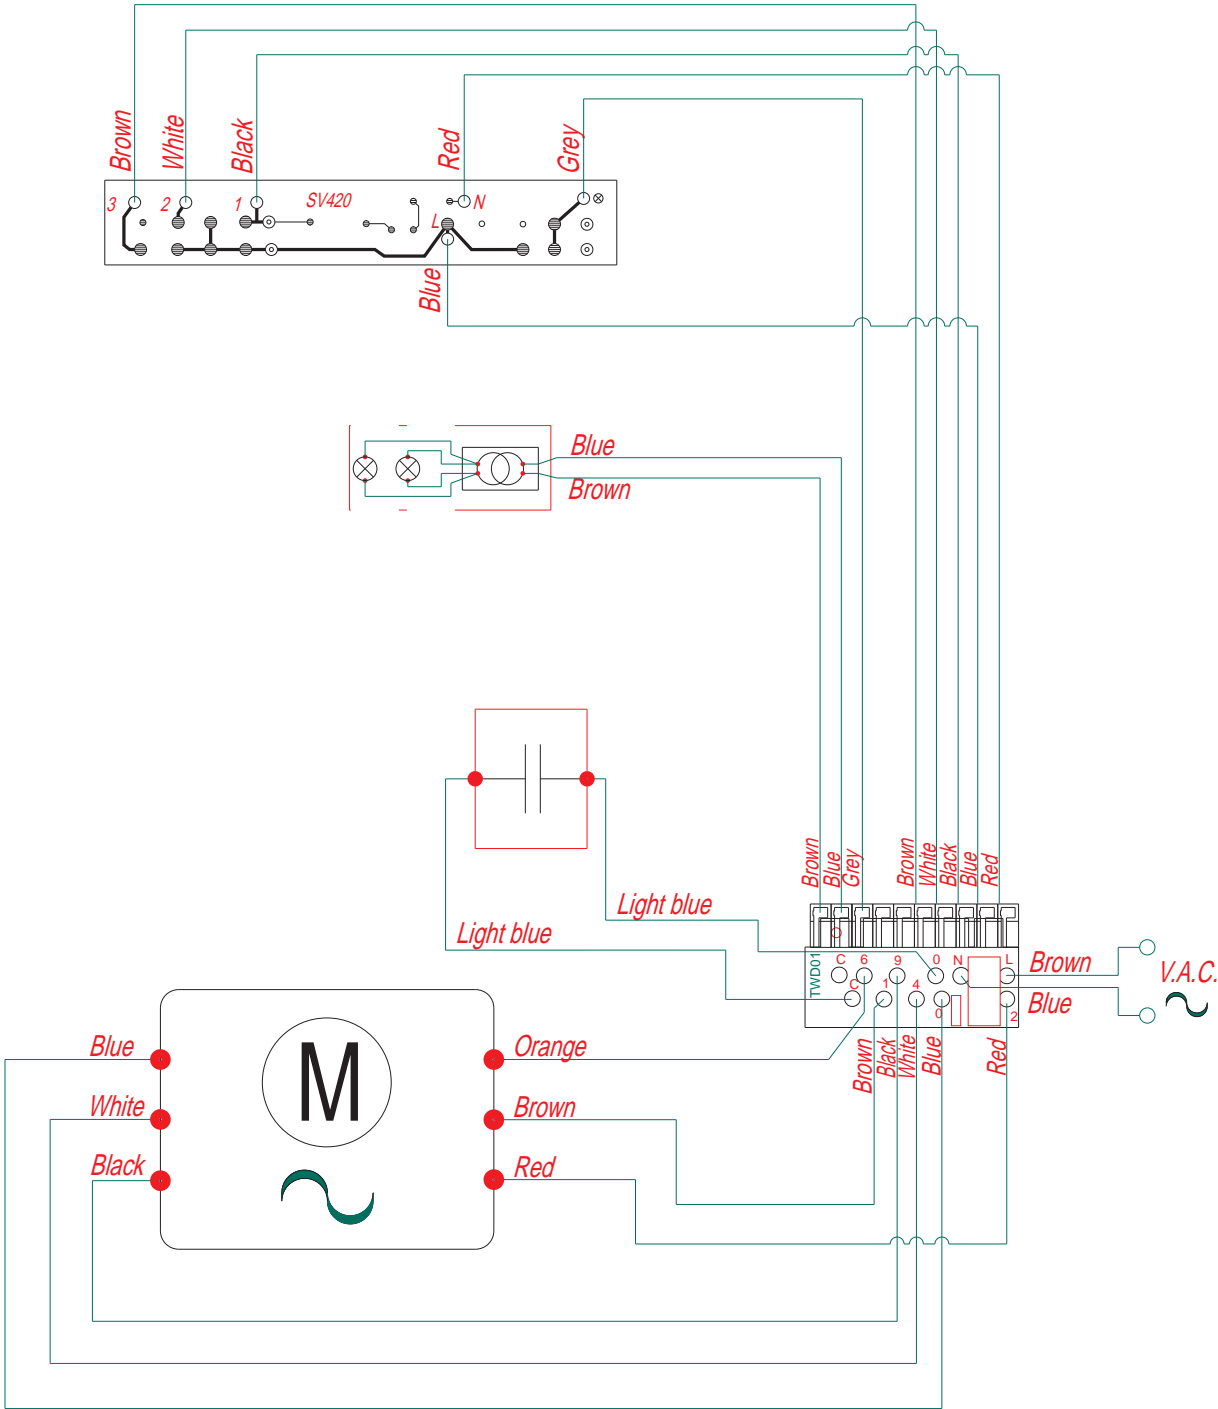 Brown
White
Black
Red
Grey
3
2
1
SV420
N
L
Blue
Blue
Brown
Light blue
Light blue
Brown
Blue
Grey
Brown
White
Black
Blue
Red
TWD01
C
6
9
0
N
L
C
1
4
0
2
Brown
Blue
V.A.C.
Brown
Black
White
Blue
Red
Blue
White
Black
M
Orange
Brown
Red